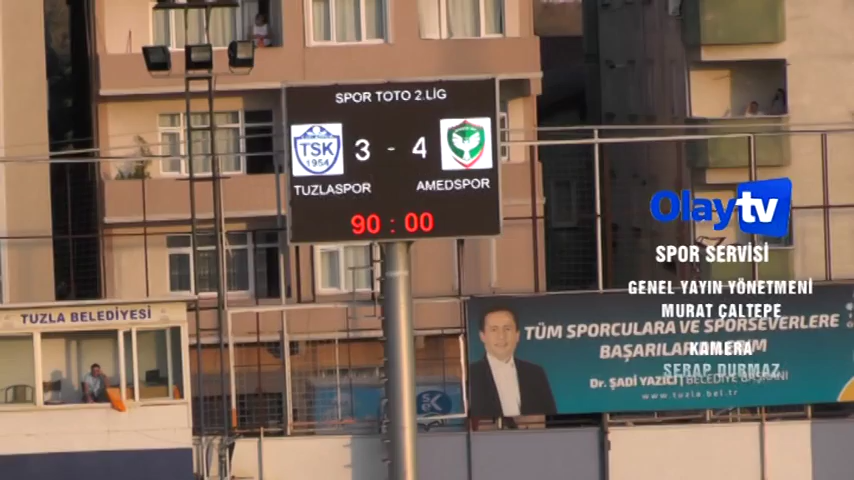 SPOR TOTO 2.LİG
TSK
1954
3 - 4
TUZLASPOR
AMEDSPOR
90 : 00
Olaytv
SPOR SERVİSİ
GENEL YAYIN YÖNETMENİ
MURAT ÇALTEPE
KAMERA
SERAP DURMAZ
TUZLA BELEDİYESİ
TÜM SPORCULARA VE SPORSEVERLERE
Dr. ŞADİ YAZICI BELEDİYE BAŞKANI
www.tuzla.bel.tr